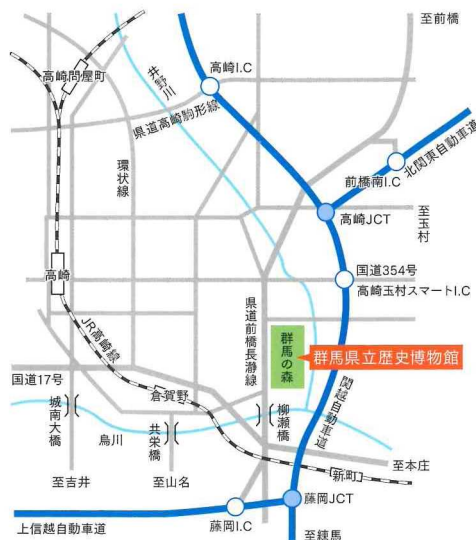 至前橋
高崎I.C
井野川
高崎問屋町
県道高崎駒形線
北関東自動車道
前橋南I.C
環状線
高崎JCT
至玉村
国道354号
高崎玉村スマートI.C
高崎
県道前橋長瀞線
群馬の森
群馬県立歴史博物館
JR高崎線
関越自動車道
国道17号
倉賀野
城南大橋
烏川
共栄橋
柳瀬橋
至吉井
至山名
新町
至本庄
藤岡JCT
上信越自動車道
藤岡I.C
至練馬